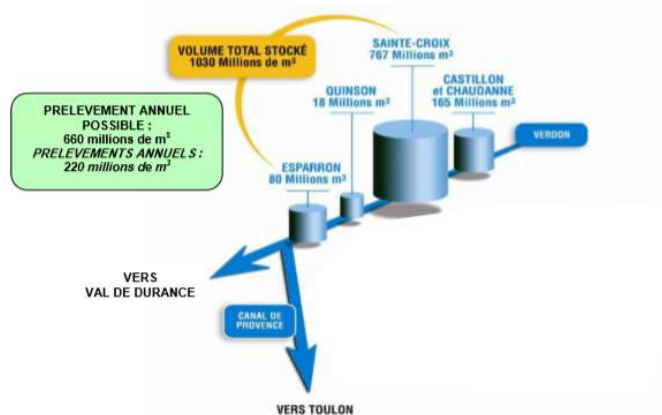 VOLUME TOTAL STOCKÉ
1030 Millions de m³
SAINTE-CROIX
767 Millions m³
QUINSON
18 Millions m³
CASTILLON
et CHAUDANNE
165 Millions m³
PRELEVEMENT ANNUEL
POSSIBLE :
660 millions de m³
PRELEVEMENTS ANNUELS :
220 millions de m³
VERDON
ESPARRON
80 Millions m³
VERS
VAL DE DURANCE
CANAL DE
PROVENCE
VERS TOULON